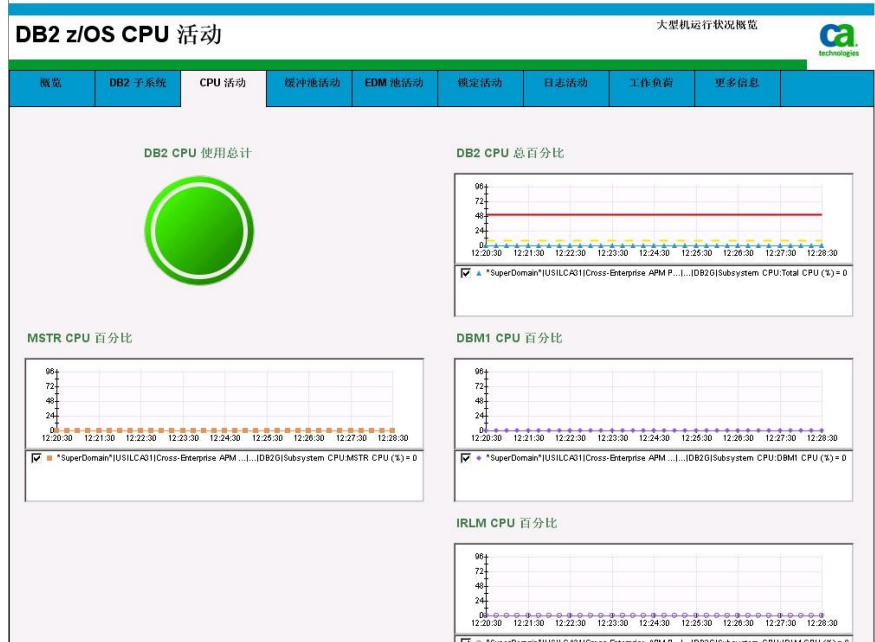 DB2 z/OS CPU 活动
大型机运行状况概览
ca
technologies
概览 DB2 子系统 CPU 活动 缓冲池活动 EDM 池活动 锁定活动 日志活动 工作负荷 更多信息
DB2 CPU 使用总计
DB2 CPU 总百分比
96
72
48
24
0
12:20:30 12:21:30 12:22:30 12:23:30 12:24:30 12:25:30 12:26:30 12:27:30 12:28:30
*SuperDomain*|USILCA31|Cross-Enterprise APM P...|...|DB2G|Subsystem CPU:Total CPU (%) = 0
MSTR CPU 百分比
96
72
48
24
0
12:20:30 12:21:30 12:22:30 12:23:30 12:24:30 12:25:30 12:26:30 12:27:30 12:28:30
*SuperDomain*|USILCA31|Cross-Enterprise APM ...|...|DB2G|Subsystem CPU:MSTR CPU (%) = 0
DBM1 CPU 百分比
96
72
48
24
0
12:20:30 12:21:30 12:22:30 12:23:30 12:24:30 12:25:30 12:26:30 12:27:30 12:28:30
*SuperDomain*|USILCA31|Cross-Enterprise APM ...|...|DB2G|Subsystem CPU:DBM1 CPU (%) = 0
IRLM CPU 百分比
96
72
48
24
0
12:20:30 12:21:30 12:22:30 12:23:30 12:24:30 12:25:30 12:26:30 12:27:30 12:28:30